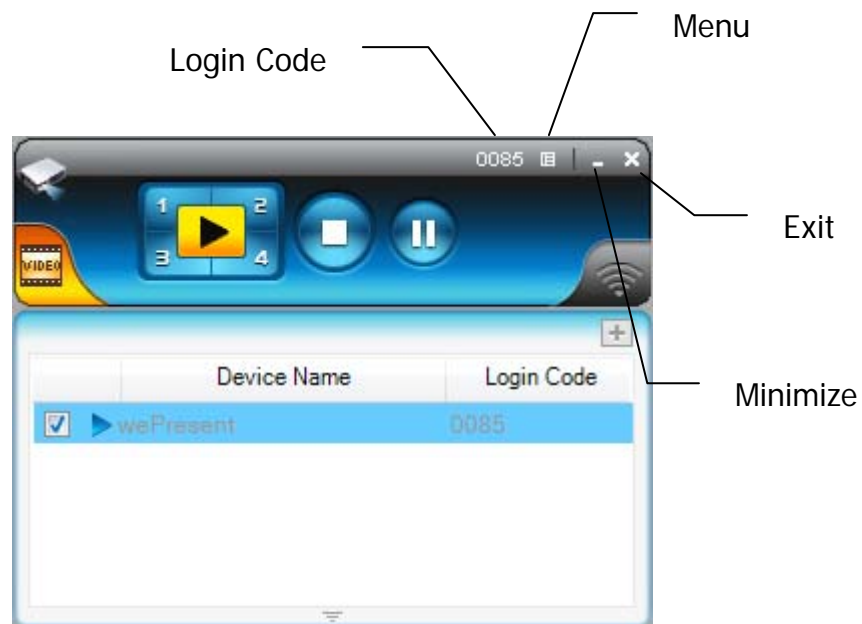 Menu
Login Code
0085
Exit
1 2
3 4
VIDEO
Device Name Login Code
Minimize
wePresent 0085